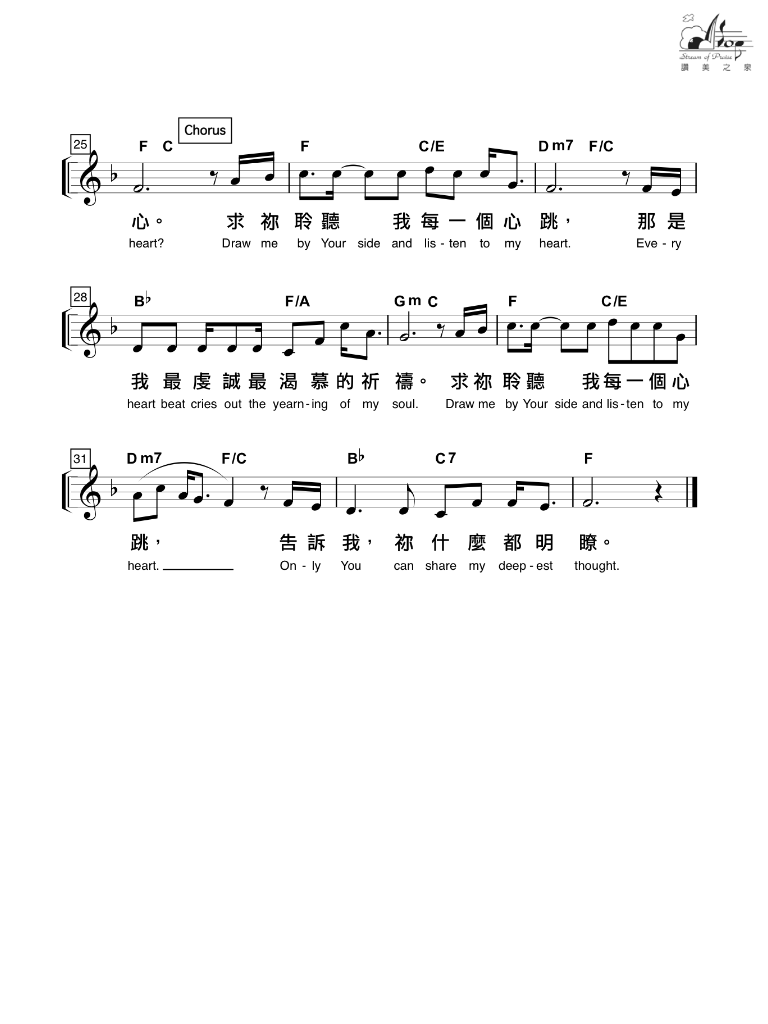 Stream of Praise
讚美之泉
25
F C Chorus F C/E Dm7 F/C
心。 求祢聆聽 我每一個心跳， 那是
heart? Draw me by Your side and lis - ten to my heart. Eve - ry
28
B♭ F/A Gm C F C/E
我最虔誠最渴慕的祈禱。求祢聆聽 我每一個心
heart beat cries out the yearn - ing of my soul. Draw me by Your side and lis - ten to my
31
Dm7 F/C B♭ C7 F
跳， 告訴我，祢什麼都明瞭。
heart. On - ly You can share my deep - est thought.